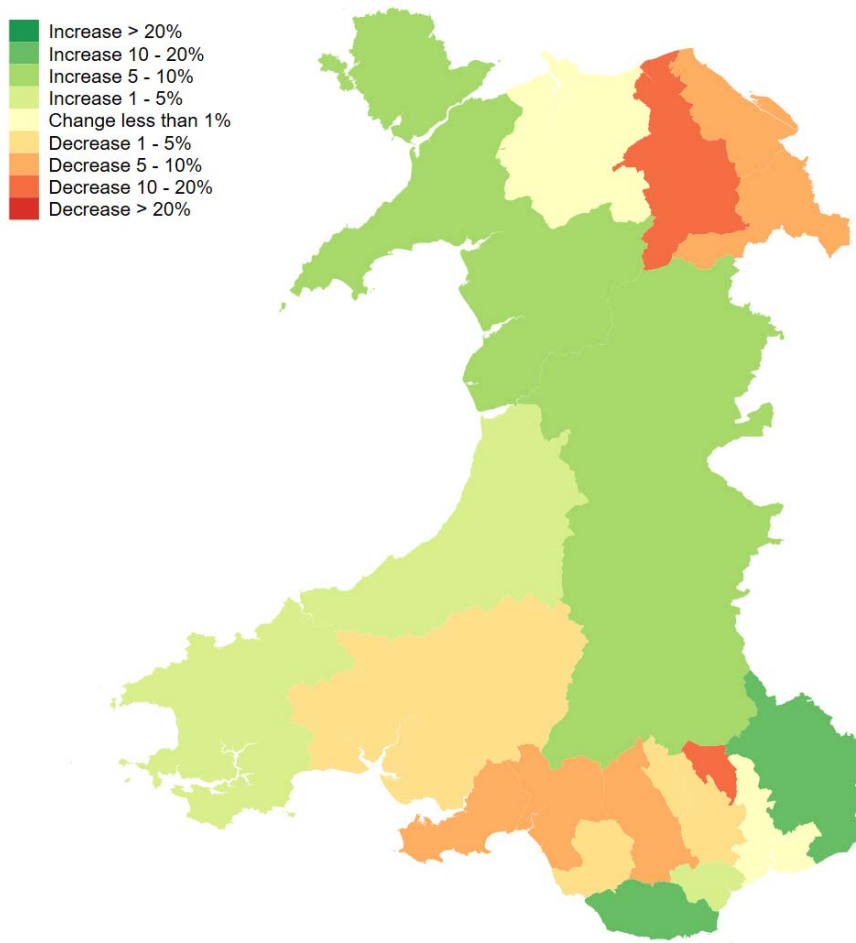 Increase > 20%
Increase 10 - 20%
Increase 5 - 10%
Increase 1 - 5%
Change less than 1%
Decrease 1 - 5%
Decrease 5 - 10%
Decrease 10 - 20%
Decrease > 20%